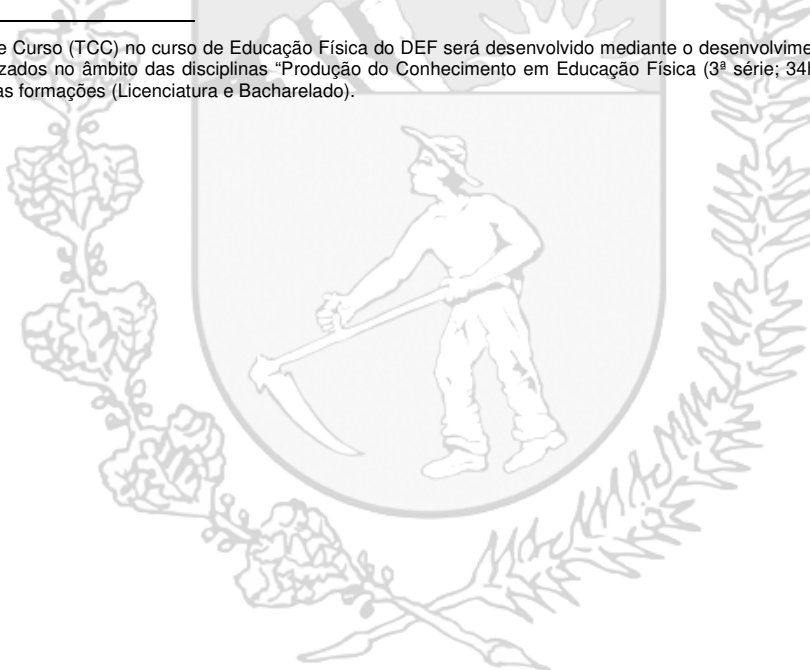 e Curso (TCC) no curso de Educação Física do DEF será desenvolvido mediante o desenvolvime
zados no âmbito das disciplinas “Produção do Conhecimento em Educação Física (3ª série; 34
as formações (Licenciatura e Bacharelado).